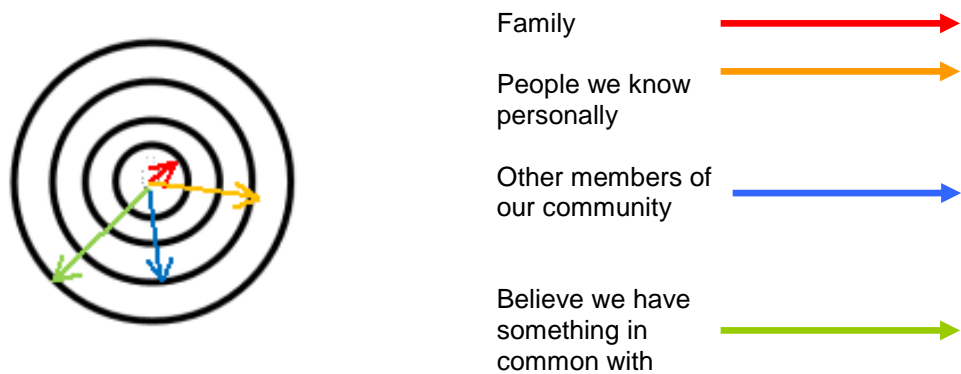 Family
People we know
personally
Other members of
our community
Believe we have
something in
common with